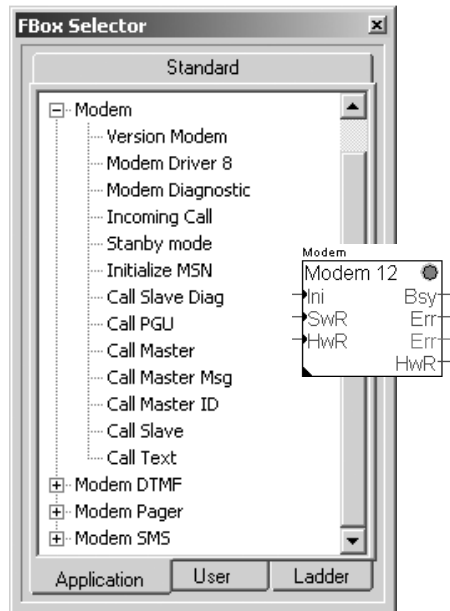 FBox Selector
Standard
Modem
Version Modem
Modem Driver 8
Modem Diagnostic
Incoming Call
Stanby mode
Initialize MSN
Call Slave Diag
Call PGU
Call Master
Call Master Msg
Call Master ID
Call Slave
Call Text
Modem DTMF
Modem Pager
Modem SMS
Application User Ladder
Modem
Modem 12
Ini Bsy
SwR Err
HwR Err
HwR